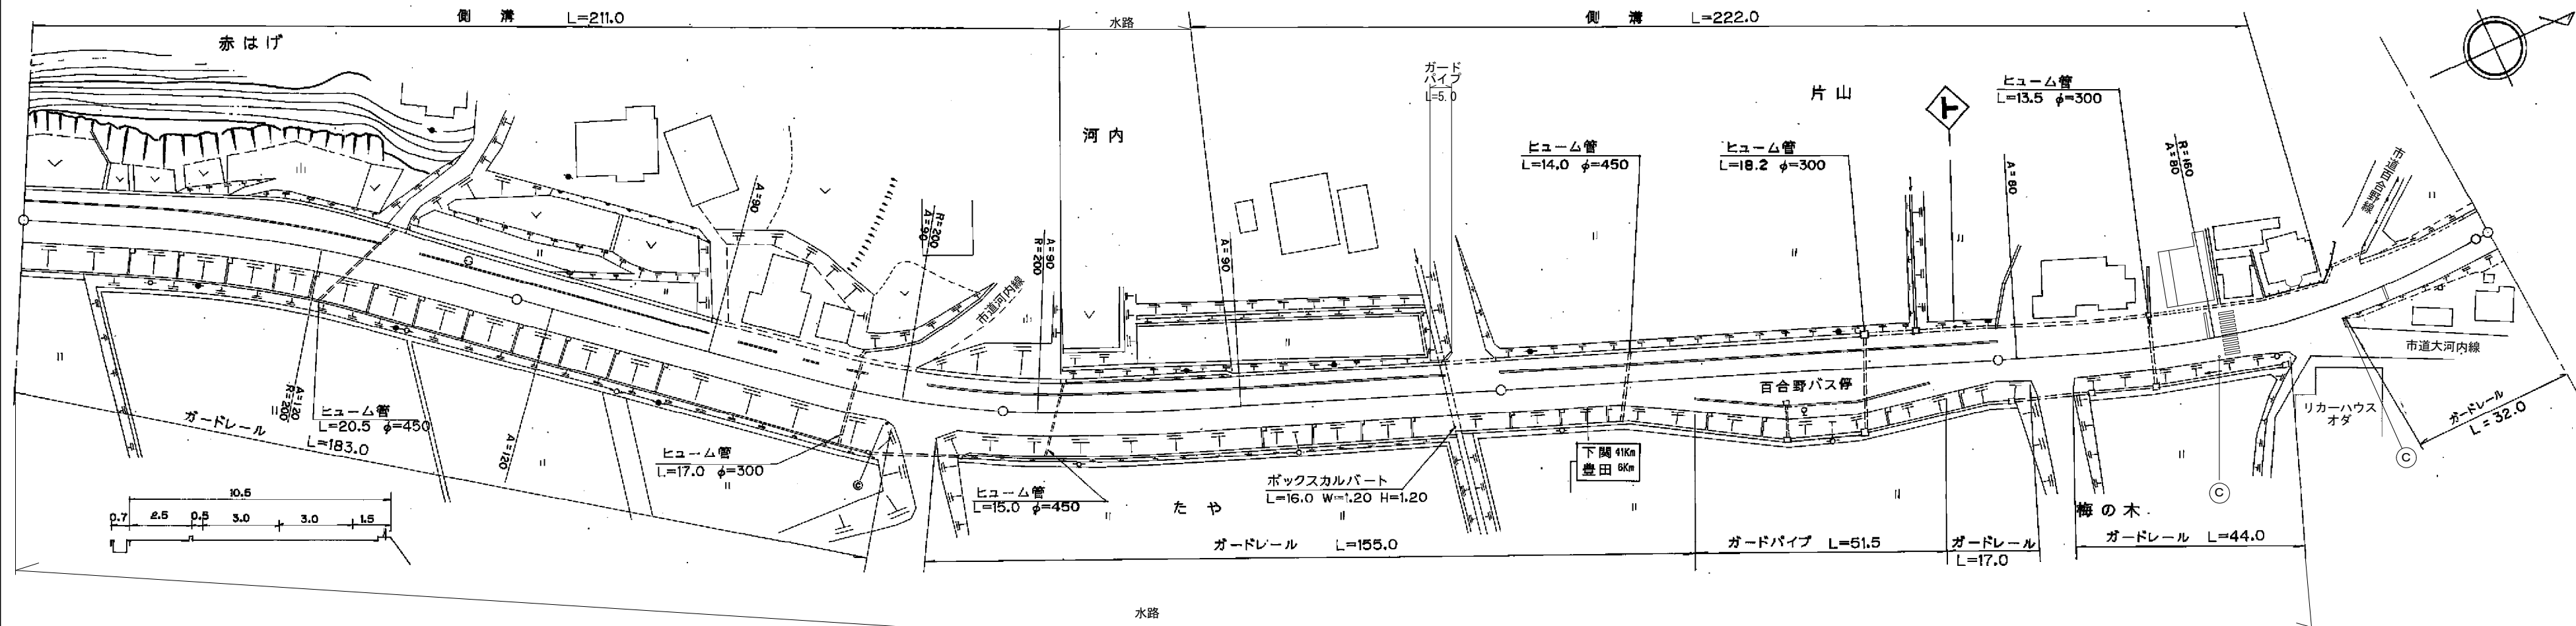 側溝 L=211.0
水路
側溝 L=222.0
赤はげ
河内
ガード
パイプ
L=5.0
片山
ヒューム管
L=13.5 φ=300
ヒューム管
L=14.0 φ=450
ヒューム管
L=18.2 φ=300
A=80
R=160
A=80
市道百合野線
A=90
R=200
A=90
A=90
R=200
A=90
市道河内線
A=120
R=200
ヒューム管
L=20.5 φ=450
ガードレール
L=183.0
A=120
ヒューム管
L=17.0 φ=300
C
ヒューム管
L=15.0 φ=450
たや
ボックスカルバート
L=16.0 W=1.20 H=1.20
下関 41Km
豊田 6Km
百合野バス停
梅の木
市道大河内線
リカーハウス
オダ
ガードレール
L=32.0
C
C
10.5
0.7 2.5 0.5 3.0 3.0 1.5
ガードレール L=155.0
ガードパイプ L=51.5
ガードレール
L=17.0
ガードレール L=44.0
水路